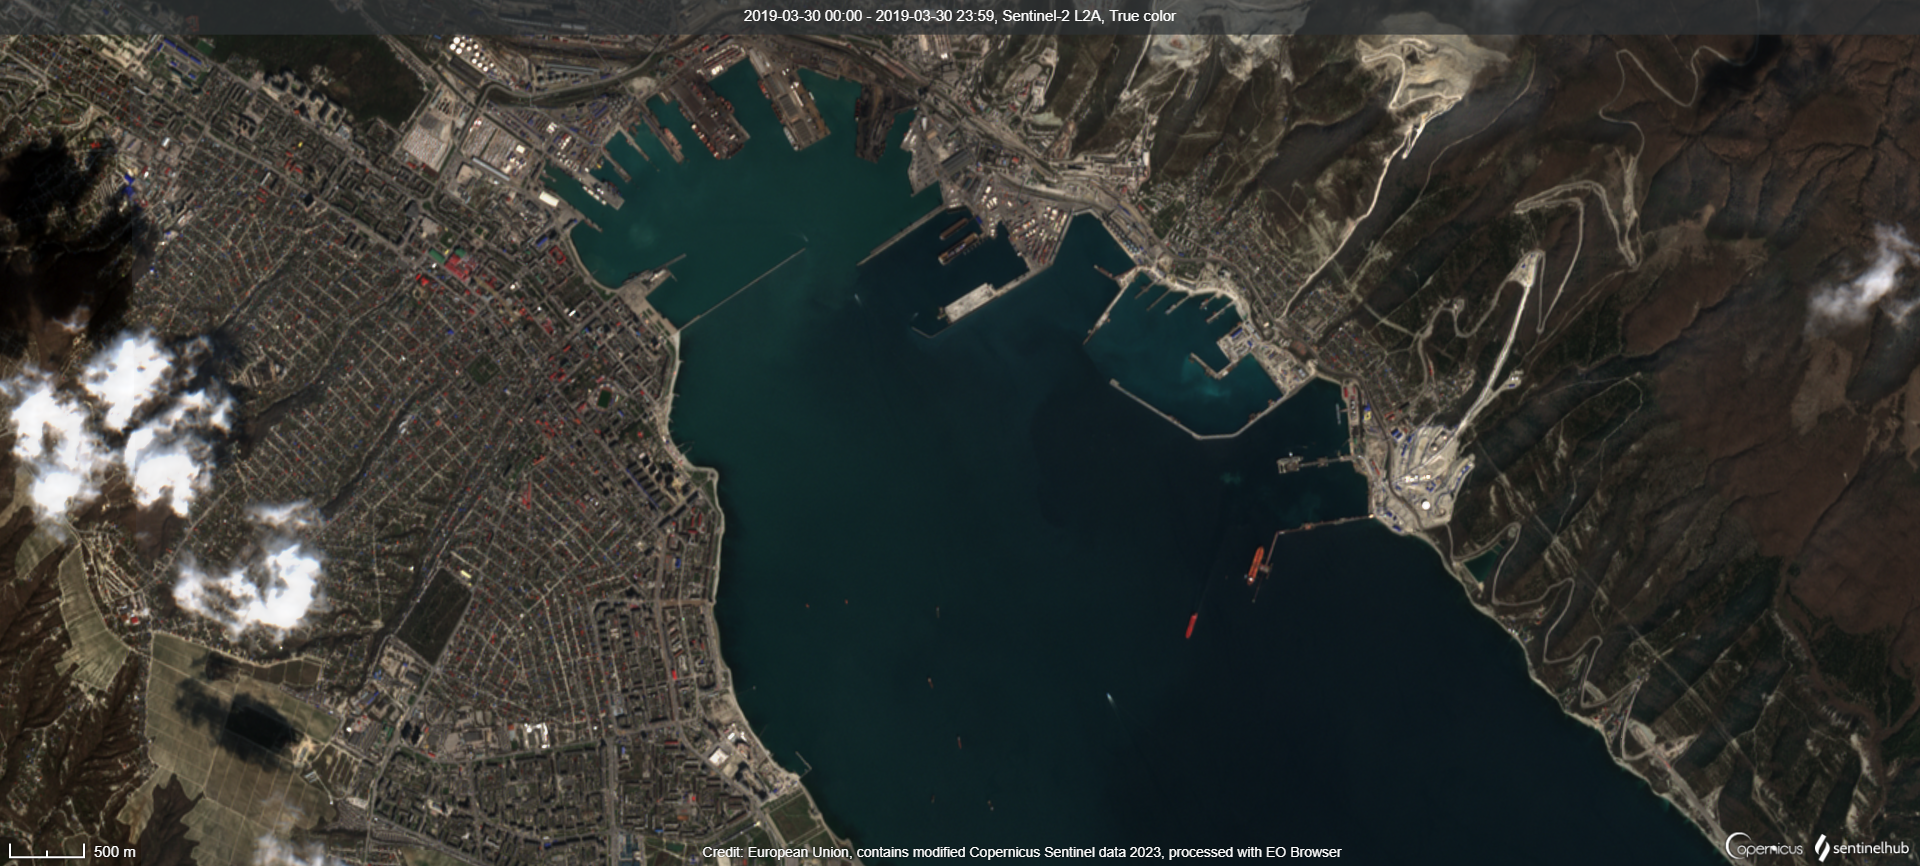 2019-03-30 00:00 - 2019-03-30 23:59, Sentinel-2 L2A, True color
500 m
Credit: European Union, contains modified Copernicus Sentinel data 2023, processed with EO Browser
Copernicus
sentinelhub